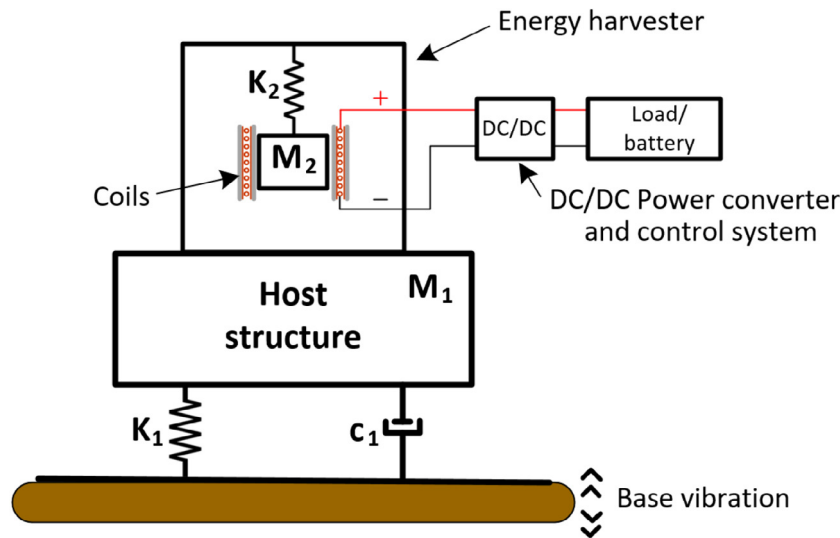 Energy harvester
K₂
+
DC/DC
Load/
battery
M₂
Coils
−
DC/DC Power converter
and control system
M₁
Host
structure
K₁
c₁
Base vibration